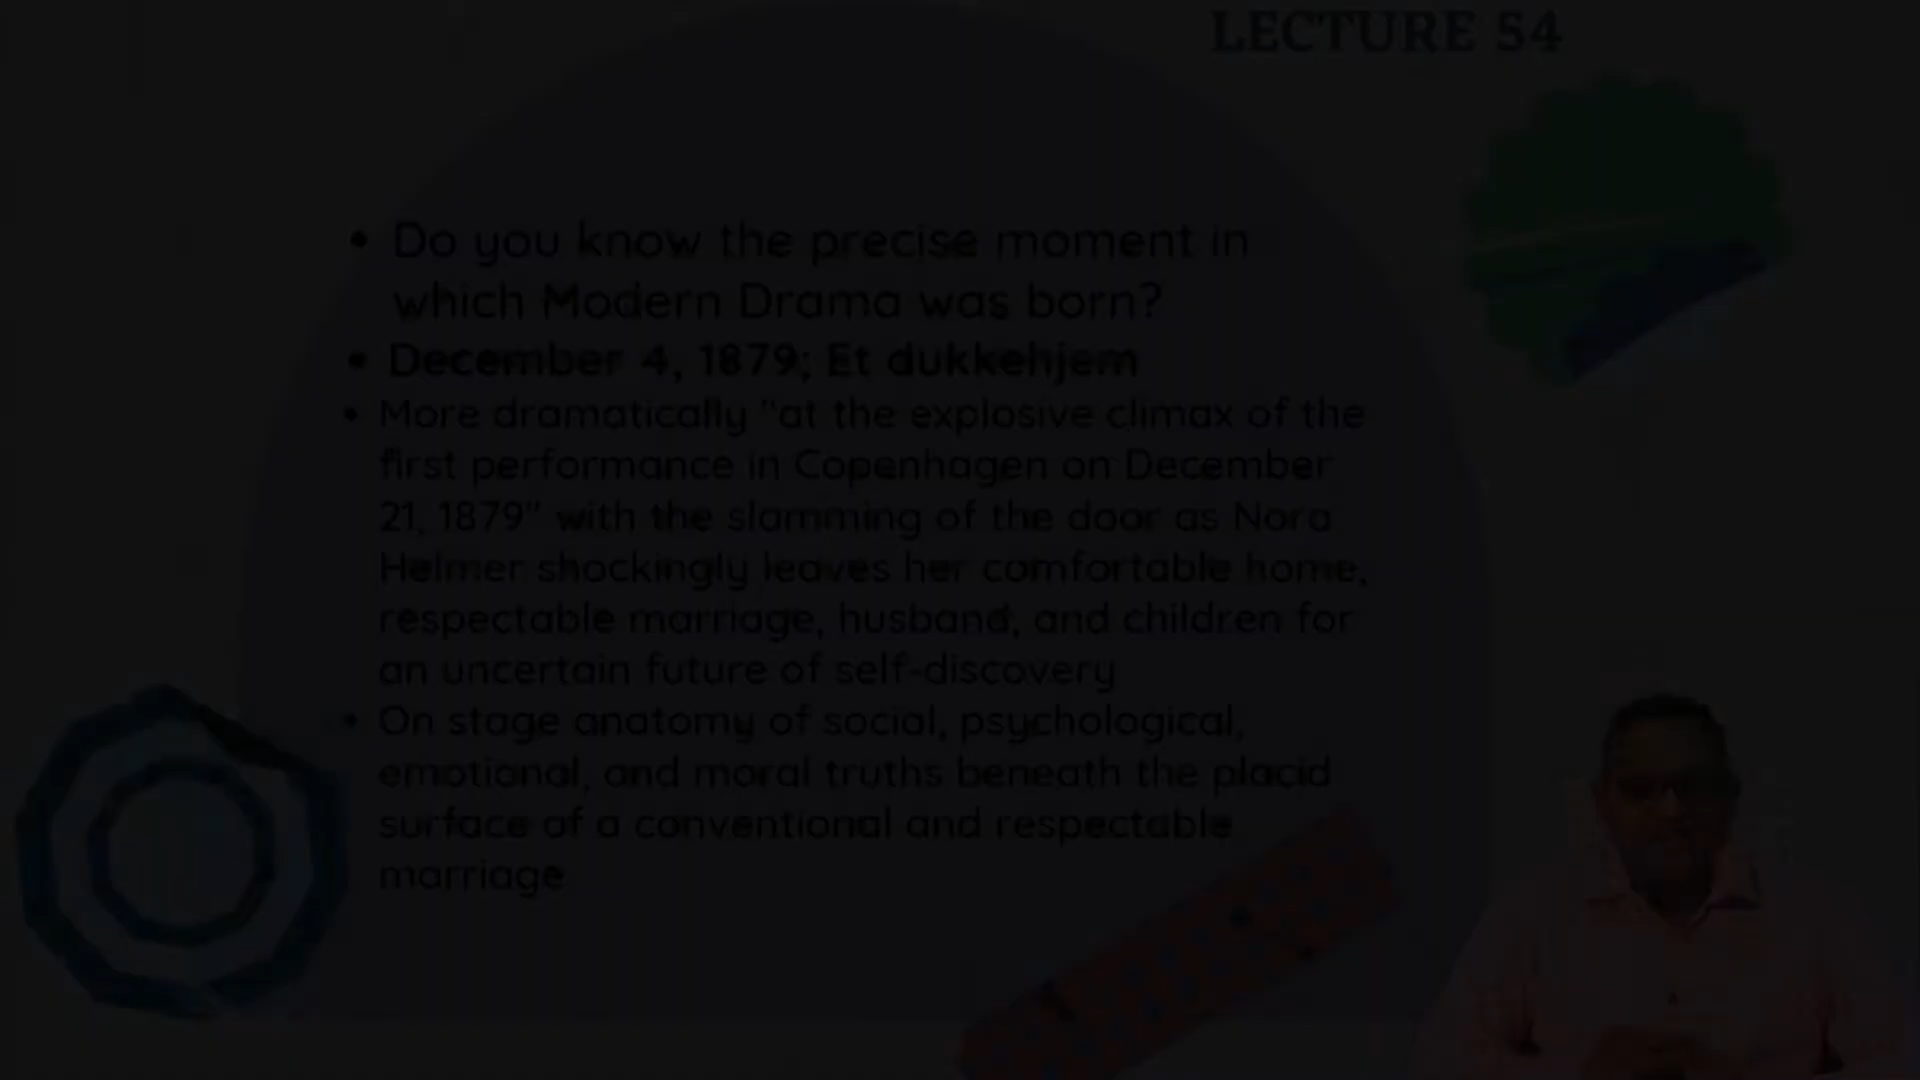 LECTURE 54
• Do you know the precise moment in
which Modern Drama was born?
• December 4, 1879; Et dukkehjem
• More dramatically "at the explosive climax of the
first performance in Copenhagen on December
21, 1879" with the slamming of the door as Nora
Helmer shockingly leaves her comfortable home,
respectable marriage, husband, and children for
an uncertain future of self-discovery
• On stage anatomy of social, psychological,
emotional, and moral truths beneath the placid
surface of a conventional and respectable
marriage